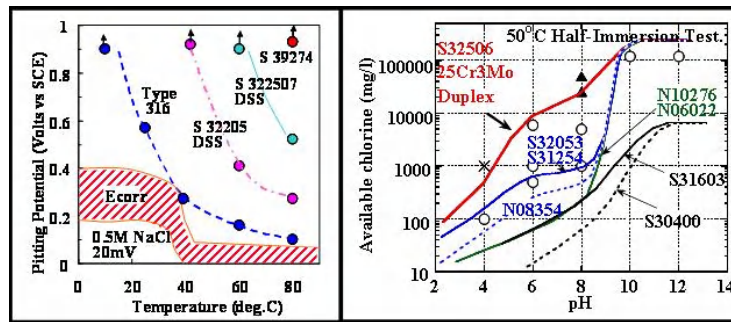 Pitting Potential (Volts vs SCE)
1
0.8
0.6
0.4
0.2
0
Type
316
S 39274
S 322507
DSS
S 32205
DSS
Ecorr
0.5M NaCl
20mV
0 20 40 60 80
Temperature (deg.C)
50°C Half-Immersion Test.
Available chlorine (mg/l)
100000
10000
1000
100
10
S32506
25Cr3Mo
Duplex
N10276
N06022
S32053
S31254
S31603
N08354
S30400
2 4 6 8 10 12 14
pH